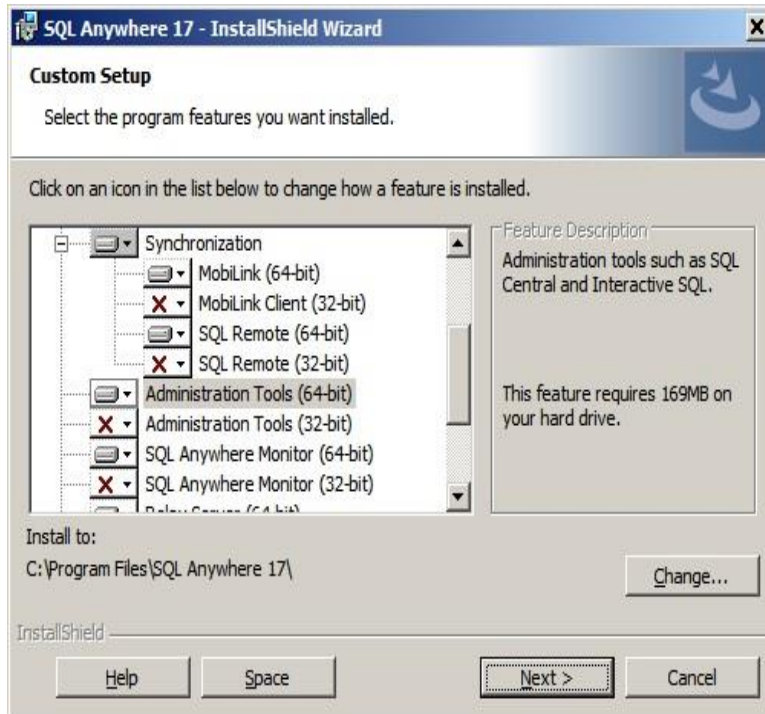 SQL Anywhere 17 - InstallShield Wizard
Custom Setup
Select the program features you want installed.
Click on an icon in the list below to change how a feature is installed.
Synchronization
MobiLink (64-bit)
MobiLink Client (32-bit)
SQL Remote (64-bit)
SQL Remote (32-bit)
Administration Tools (64-bit)
Administration Tools (32-bit)
SQL Anywhere Monitor (64-bit)
SQL Anywhere Monitor (32-bit)
Relay Server (64-bit)
Feature Description
Administration tools such as SQL
Central and Interactive SQL.
This feature requires 169MB on
your hard drive.
Install to:
C:\Program Files\SQL Anywhere 17\
Change...
InstallShield
Help
Space
Next >
Cancel